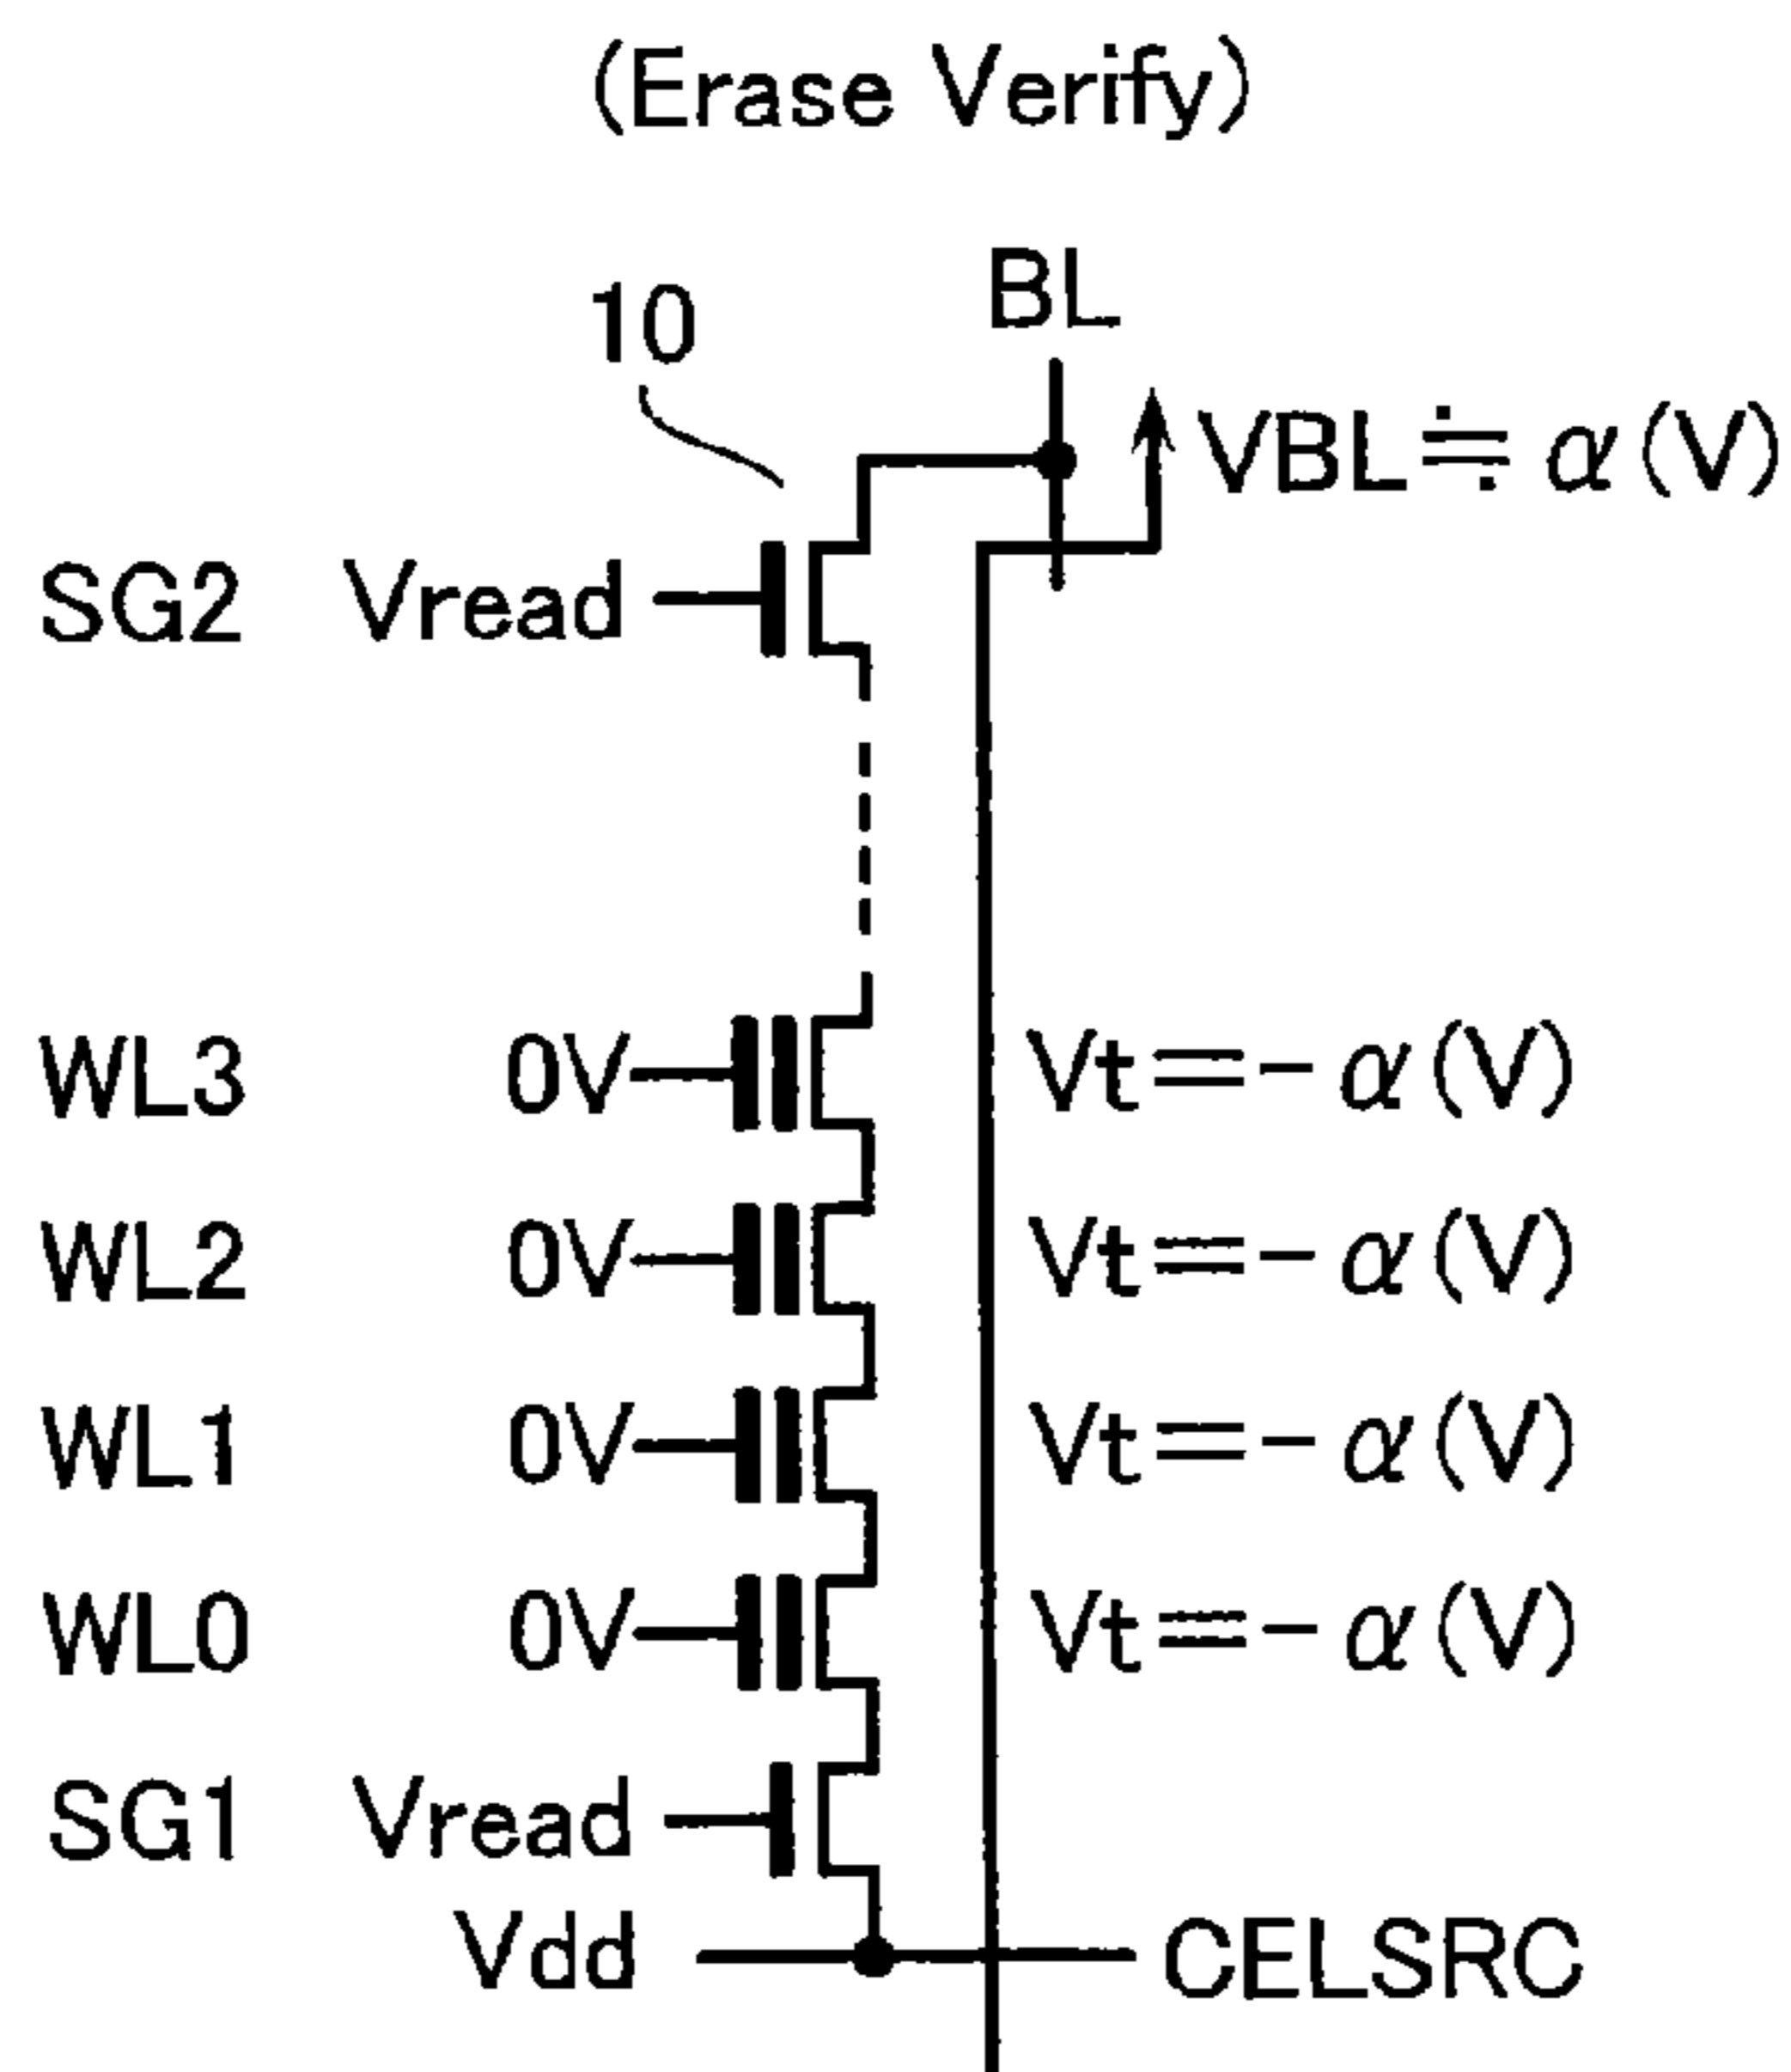 (Erase Verify)
BL
10
VBL≒α(V)
SG2 Vread
WL3 0V Vt=-α(V)
WL2 0V Vt=-α(V)
WL1 0V Vt=-α(V)
WL0 0V Vt=-α(V)
SG1 Vread
Vdd CELSRC